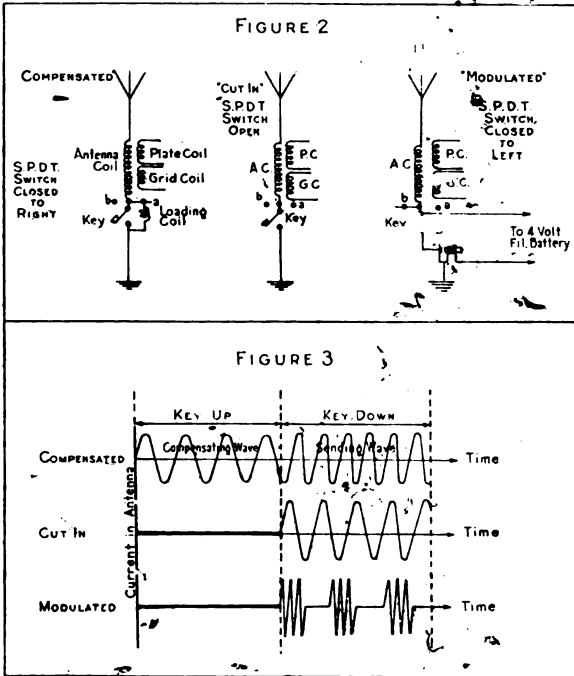 FIGURE 2
COMPENSATED
"CUT IN"
S.P.D.T.
SWITCH
OPEN
"MODULATED"
S.P.D.T.
SWITCH,
CLOSED
TO
LEFT
S.P.D.T.
SWITCH
CLOSED
TO
RIGHT
Antenna
Coil
Plate Coil
Grid Coil
b
a
Key
Loading
Coil
A C
P.C.
G C
b
a
Key
A C
P.C.
G.C.
b
a
Key
To 4 Volt
Fil. Battery
FIGURE 3
KEY UP
KEY DOWN
Compensating Wave
Sending Wave
COMPENSATED
Time
Current in Antenna
CUT IN
Time
MODULATED
Time